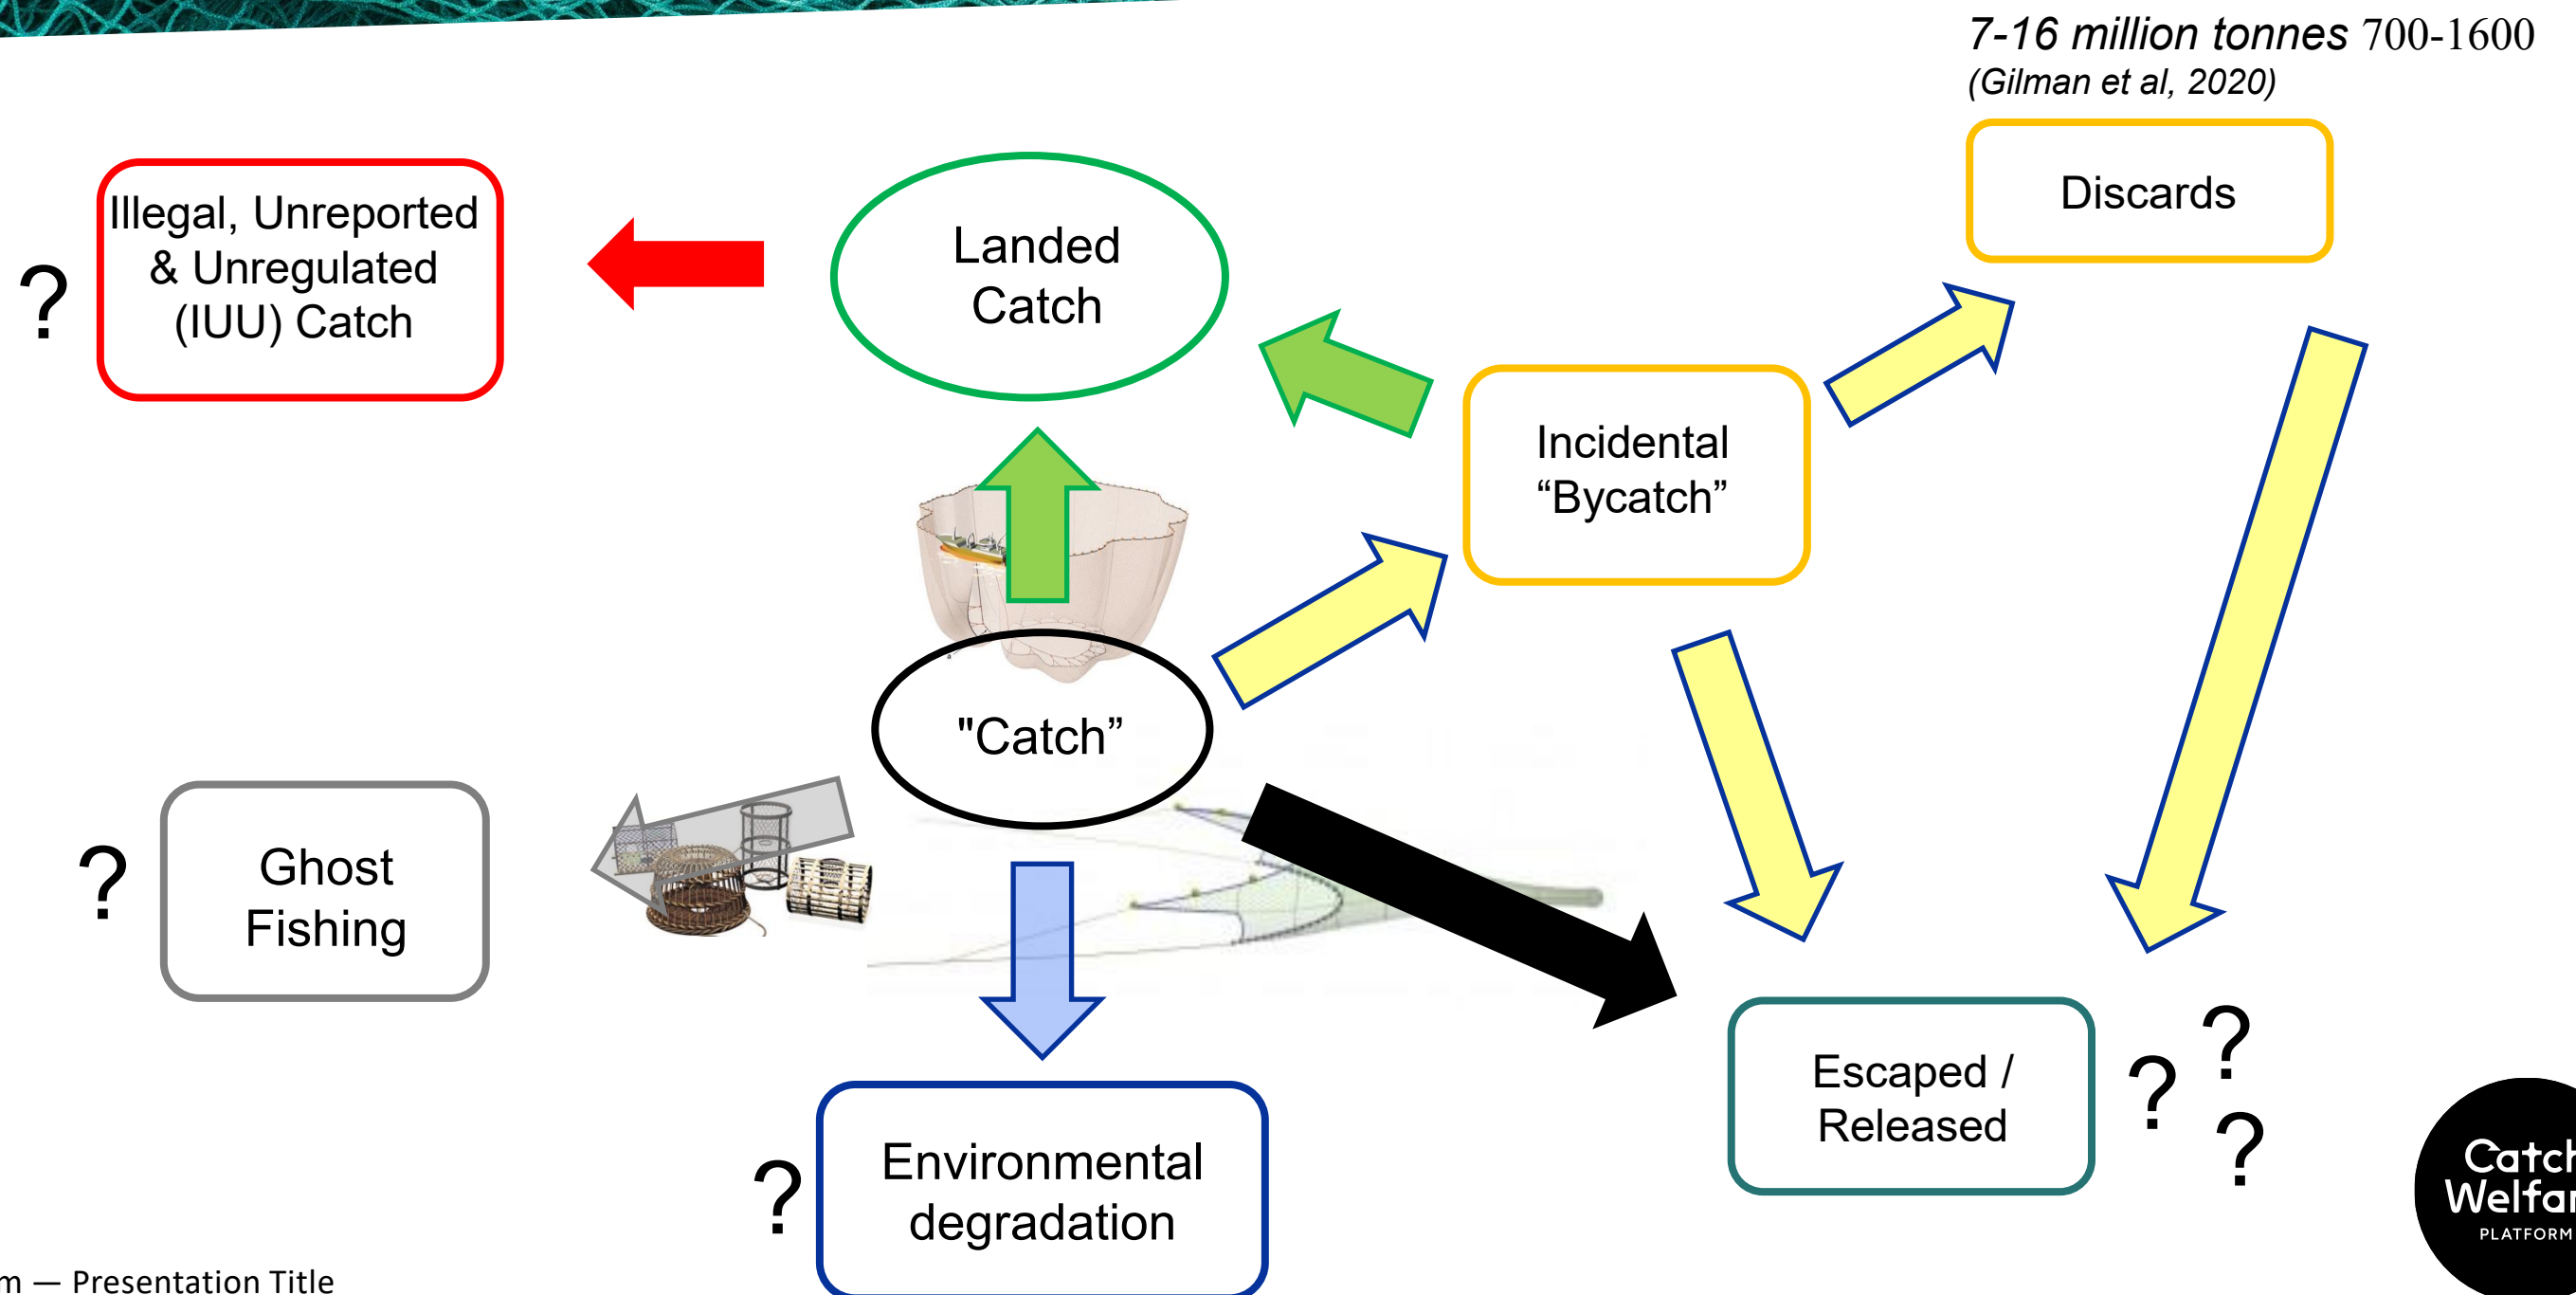 7-16 million tonnes 700-1600
(Gilman et al, 2020)
Discards
Illegal, Unreported
& Unregulated
(IUU) Catch
?
Landed
Catch
Incidental
“Bycatch”
"Catch”
Ghost
Fishing
?
Environmental
degradation
?
Escaped /
Released
?
?
?
Catch
Welfar
PLATFORM
m — Presentation Title